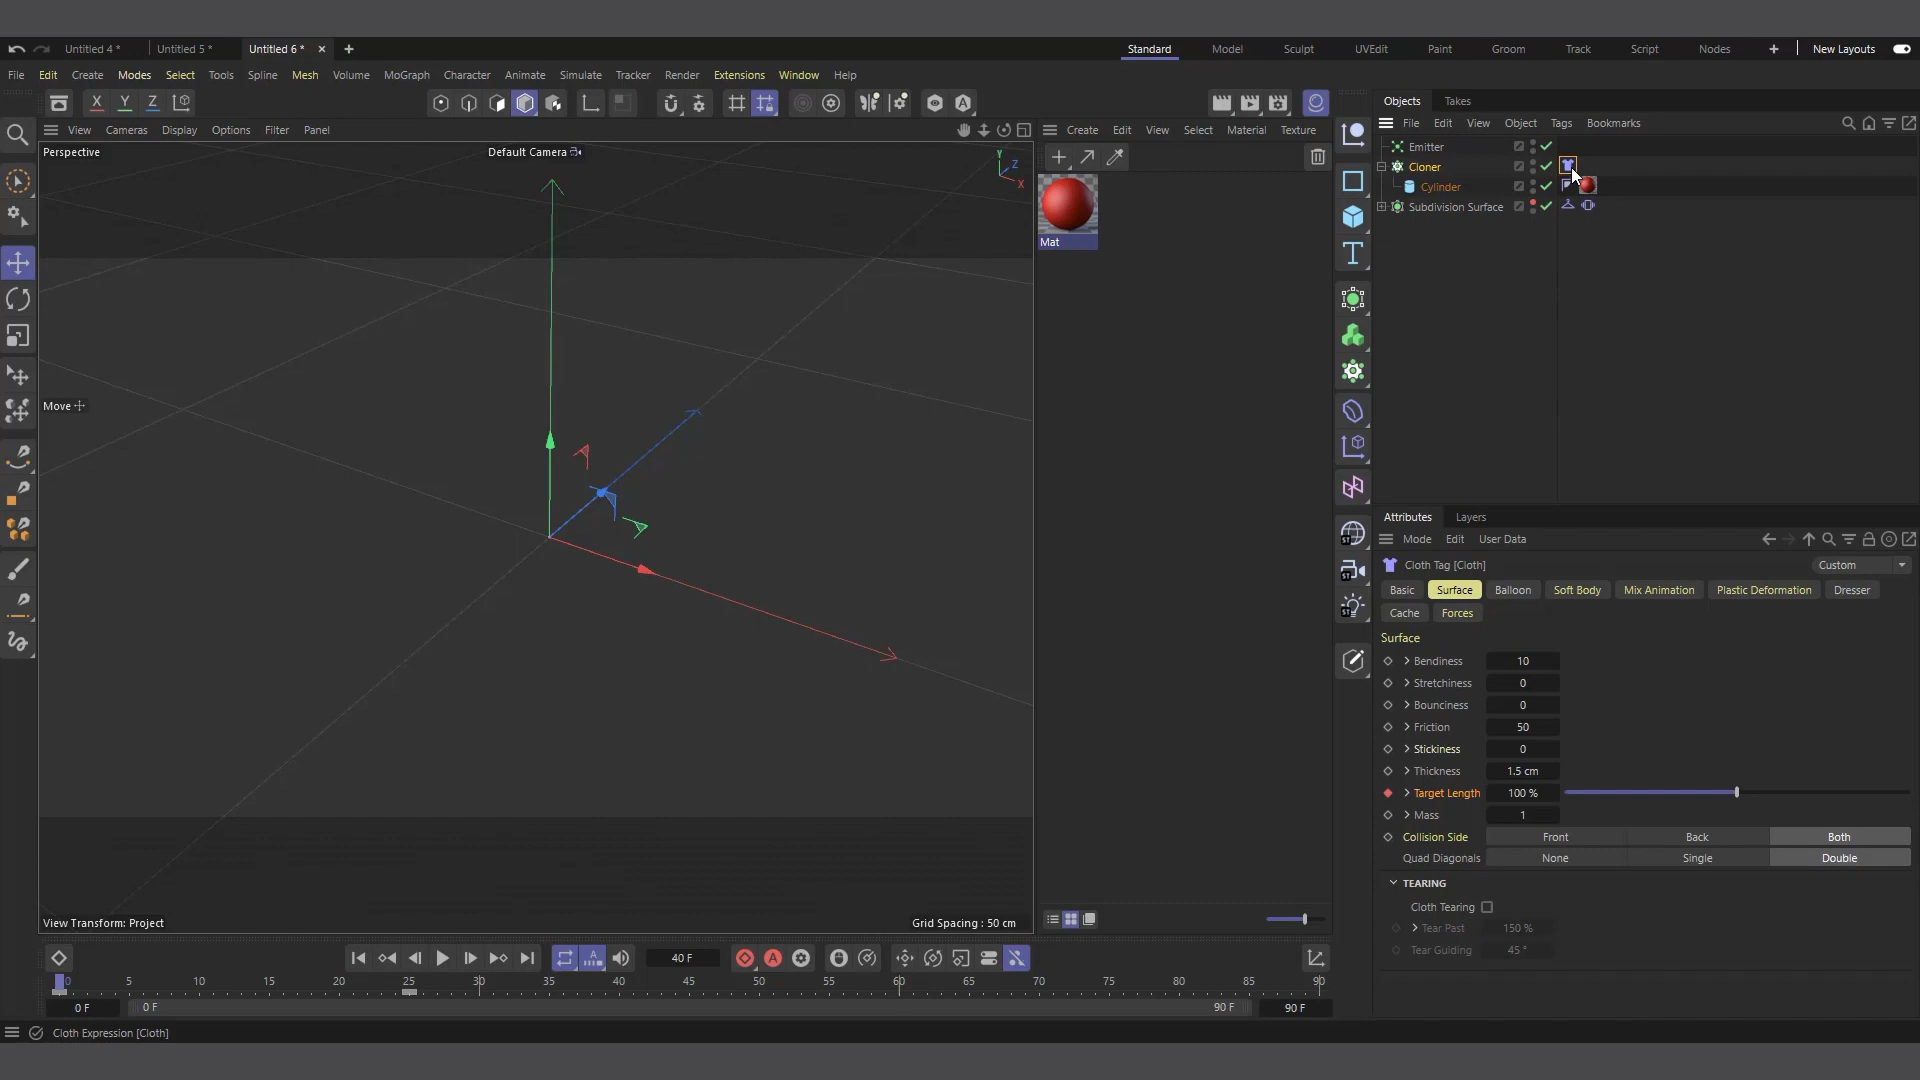 Untitled 4 * Untitled 5 * Untitled 6 *
Standard Model Sculpt UVEdit Paint Groom Track Script Nodes New Layouts
File Edit Create Modes Select Tools Spline Mesh Volume MoGraph Character Animate Simulate Tracker Render Extensions Window Help
X Y Z
Objects Takes
View Cameras Display Options Filter Panel
Create Edit View Select Material Texture
File Edit View Object Tags Bookmarks
Perspective
Default Camera
Y Z X
Emitter
Cloner
Cylinder
Subdivision Surface
Mat
Move
Attributes Layers
Mode Edit User Data
Cloth Tag [Cloth]
Custom
Basic Surface Balloon Soft Body Mix Animation Plastic Deformation Dresser
Cache Forces
Surface
Bendiness 10
Stretchiness 0
Bounciness 0
Friction 50
Stickiness 0
Thickness 1.5 cm
Target Length 100 %
Mass 1
Collision Side Front Back Both
Quad Diagonals None Single Double
TEARING
Cloth Tearing
Tear Past 150 %
Tear Guiding 45 °
View Transform: Project
Grid Spacing : 50 cm
40 F
0 5 10 15 20 25 30 35 40 45 50 55 60 65 70 75 80 85 90
0 F 0 F 90 F 90 F
Cloth Expression [Cloth]